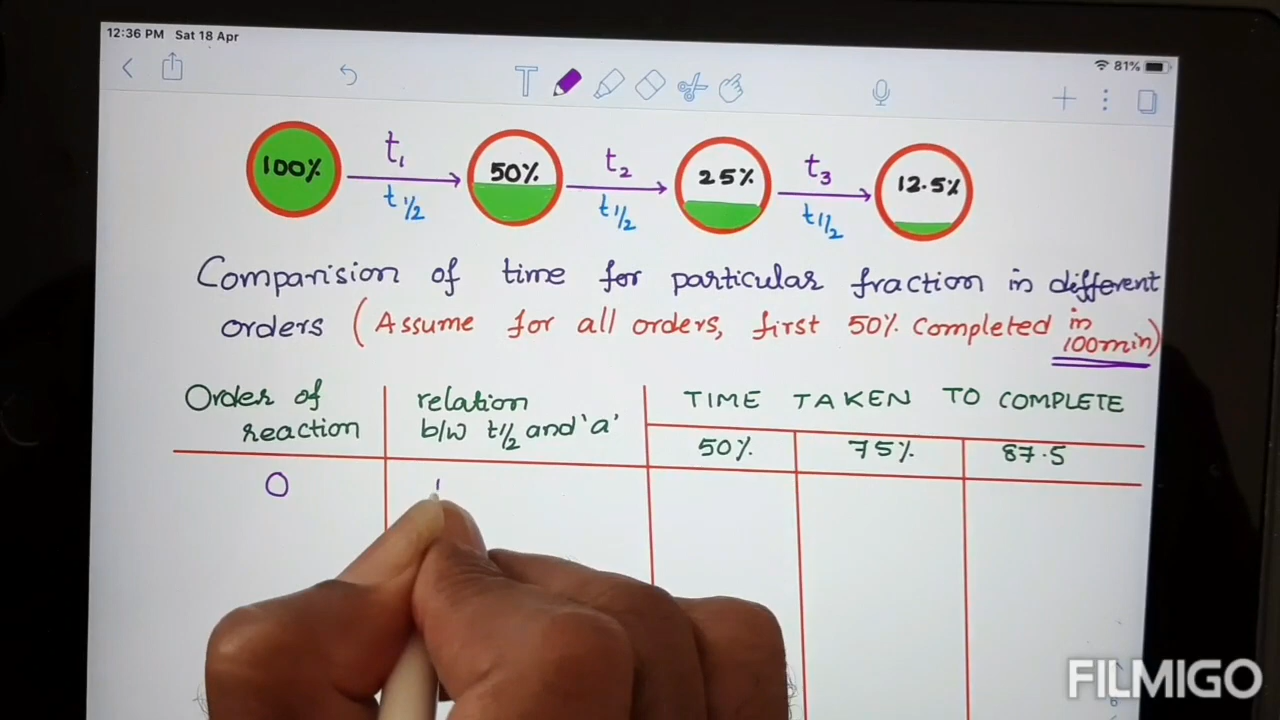 12:36 PM Sat 18 Apr
81%
T
100% t1 50% t2 25% t3 12.5%
t1/2 t1/2 t1/2
Comparision of time for particular fraction in different
orders (Assume for all orders, first 50% Completed in 100min)
Order of reaction
relation b/w t1/2 and 'a'
TIME TAKEN TO COMPLETE
50% 75% 87.5
0
FILMIGO